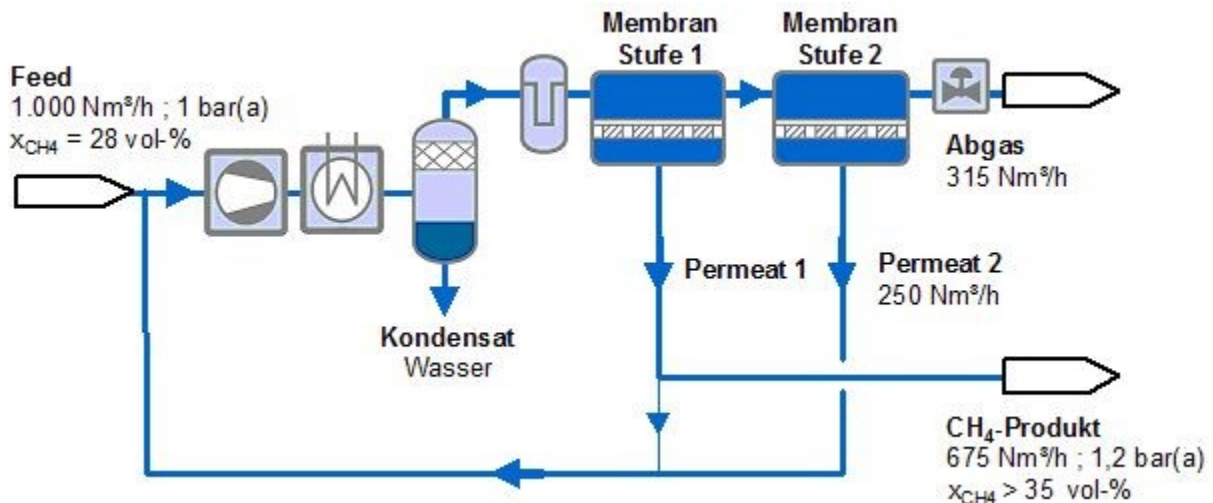 Membran
Stufe 1
Membran
Stufe 2
Feed
1.000 Nm³/h ; 1 bar(a)
xCH4 = 28 vol-%
Abgas
315 Nm³/h
Permeat 1
Permeat 2
250 Nm³/h
Kondensat
Wasser
CH4-Produkt
675 Nm³/h ; 1,2 bar(a)
xCH4 > 35 vol-%